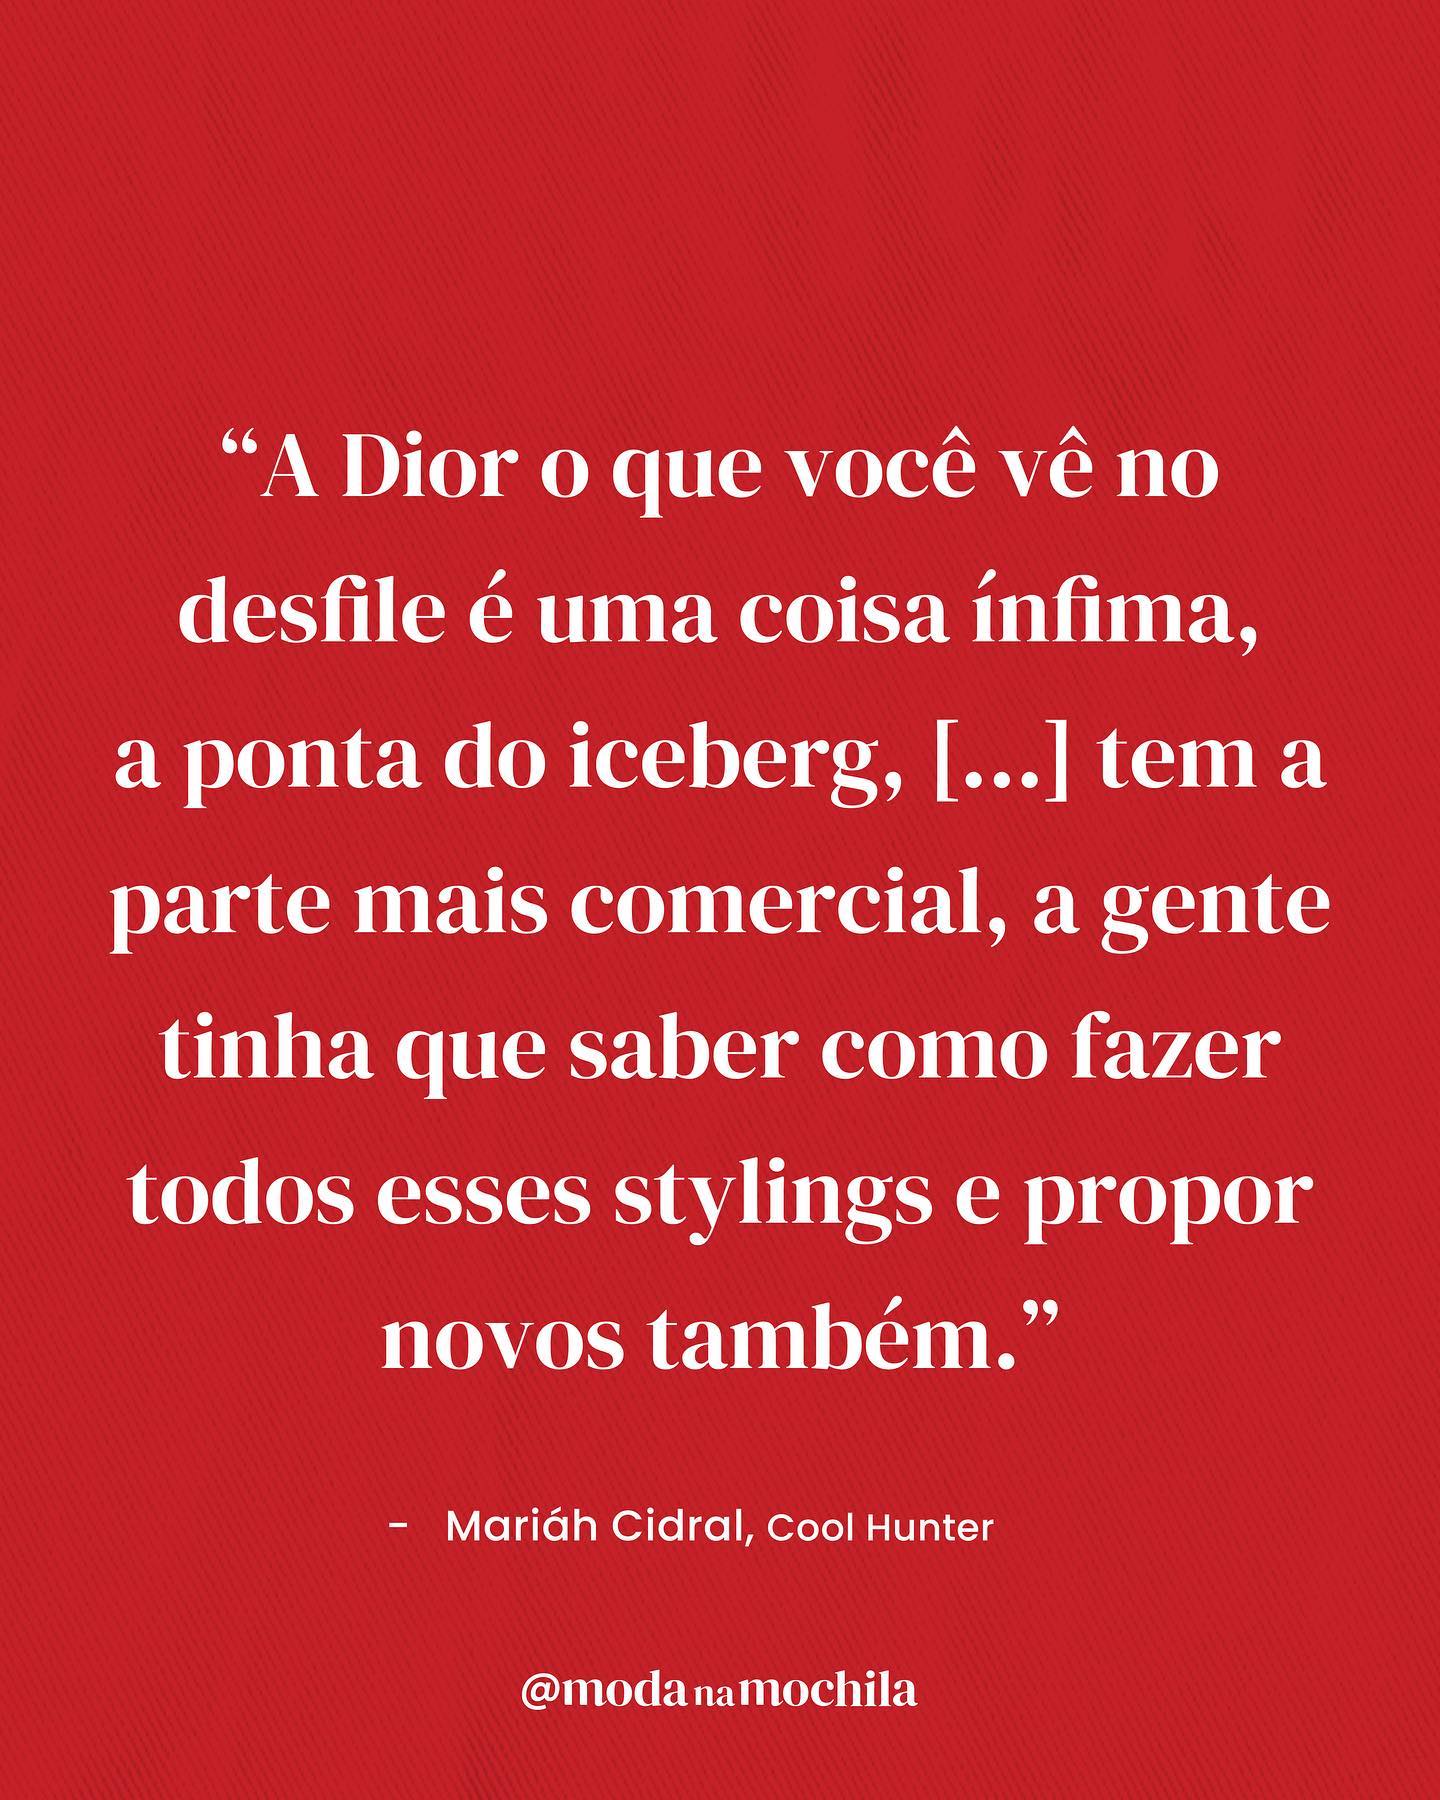 “A Dior o que você vê no
desfile é uma coisa ínfima,
a ponta do iceberg, [...] tem a
parte mais comercial, a gente
tinha que saber como fazer
todos esses stylings e propor
novos também.”
- Mariáh Cidral, Cool Hunter
@modanamochila